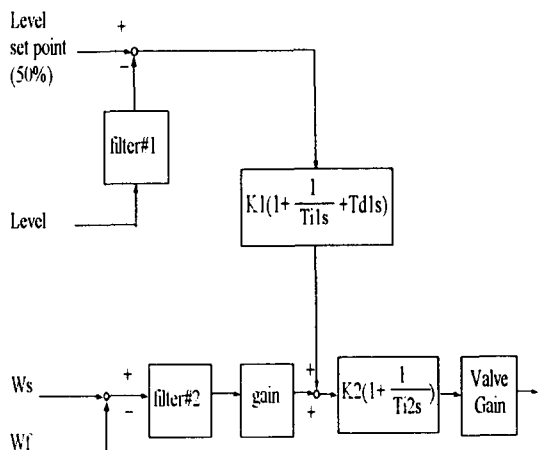 Level
set point
(50%)
+
−
filter#1
Level
K1(1+ 1/Ti1s +Td1s)
Ws
Wf
+
−
filter#2
gain
+
+
K2(1+ 1/Ti2s )
Valve
Gain